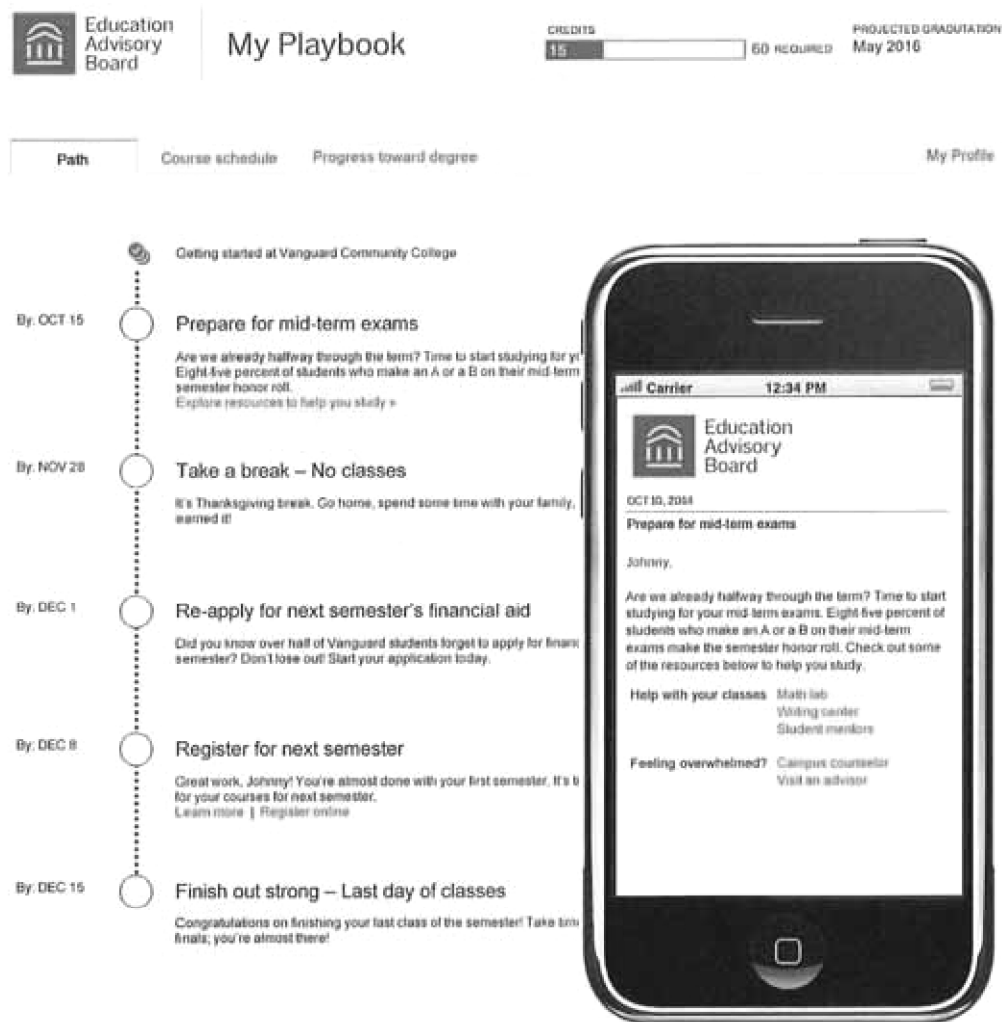 Education
Advisory
Board
My Playbook
CREDITS
15
60 REQUIRED
PROJECTED GRADUTATION
May 2016
Path
Course schedule
Progress toward degree
My Profile
Getting started at Vanguard Community College
By: OCT 15
Prepare for mid-term exams
Are we already halfway through the term? Time to start studying for
Eight-five percent of students who make an A or a B on their mid-term
semester honor roll.
Explore resources to help you study »
By: NOV 28
Take a break – No classes
It's Thanksgiving break. Go home, spend some time with your family,
earned it!
By: DEC 1
Re-apply for next semester's financial aid
Did you know over half of Vanguard students forget to apply for financ
semester? Don't lose out! Start your application today.
By: DEC 8
Register for next semester
Great work, Johnny! You're almost done with your first semester. It's
for your courses for next semester.
Learn more | Register online
By: DEC 15
Finish out strong – Last day of classes
Congratulations on finishing your last class of the semester! Take
finals; you're almost there!
Carrier
12:34 PM
Education
Advisory
Board
OCT 10,
Prepare for mid-term exams
Johnny,
Are we already halfway through the term? Time to start
studying for your mid-term exams. Eight-five percent of
students who make an A or a B on their mid-term
exams make the semester honor roll. Check out some
of the resources below to help you study.
Help with your classes Math lab
Writing center
Student mentors
Feeling overwhelmed? Campus counselor
Visit an advisor